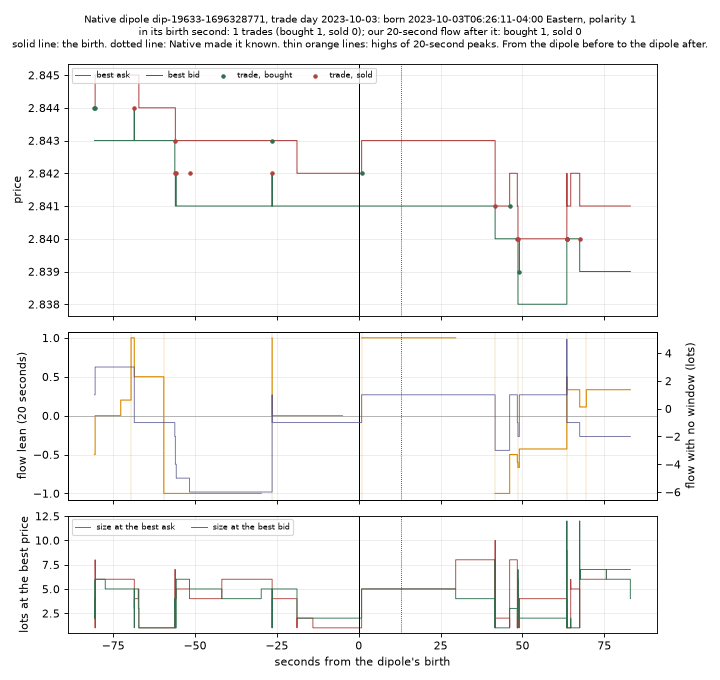 Native dipole dip-19633-1696328771, trade day 2023-10-03: born 2023-10-03T06:26:11-04:00 Eastern, polarity 1
in its birth second: 1 trades (bought 1, sold 0); our 20-second flow after it: bought 1, sold 0
solid line: the birth. dotted line: Native made it known. thin orange lines: highs of 20-second peaks. From the dipole before to the dipole after.
best ask best bid trade, bought trade, sold
2.845
2.844
2.843
2.842
2.841
2.840
2.839
2.838
price
1.0
0.5
0.0
−0.5
−1.0
flow lean (20 seconds)
4
2
0
−2
−4
−6
flow with no window (lots)
size at the best ask size at the best bid
12.5
10.0
7.5
5.0
2.5
lots at the best price
−75 −50 −25 0 25 50 75
seconds from the dipole's birth